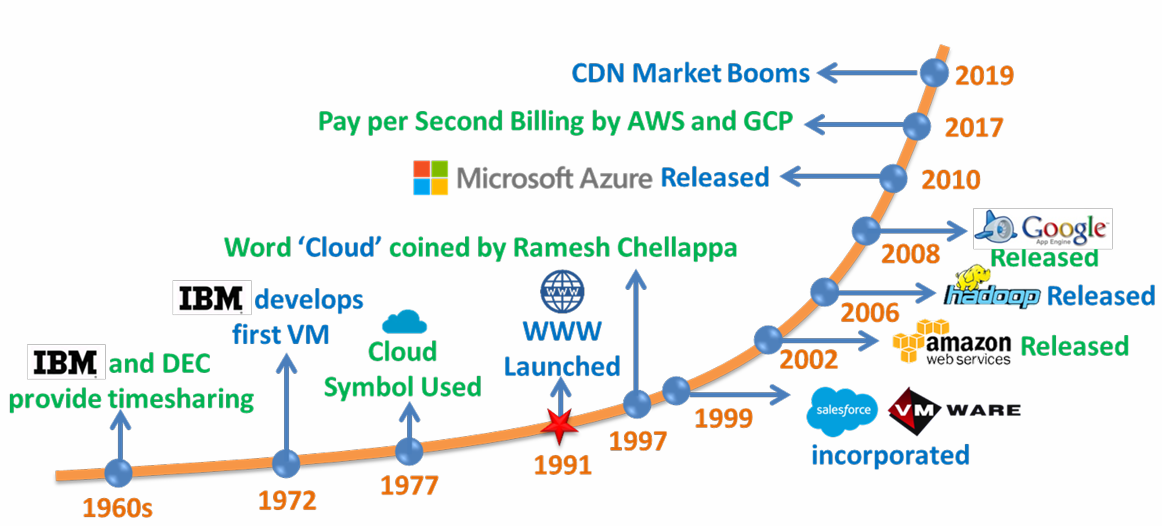 CDN Market Booms
2019
Pay per Second Billing by AWS and GCP
2017
Microsoft Azure Released
2010
Google
App Engine
Released
2008
Word ‘Cloud’ coined by Ramesh Chellappa
hadoop Released
2006
amazon
web services Released
2002
salesforce VMWARE
incorporated
1999
1997
WWW
WWW
Launched
1991
Cloud
Symbol Used
1977
IBM develops
first VM
1972
IBM and DEC
provide timesharing
1960s